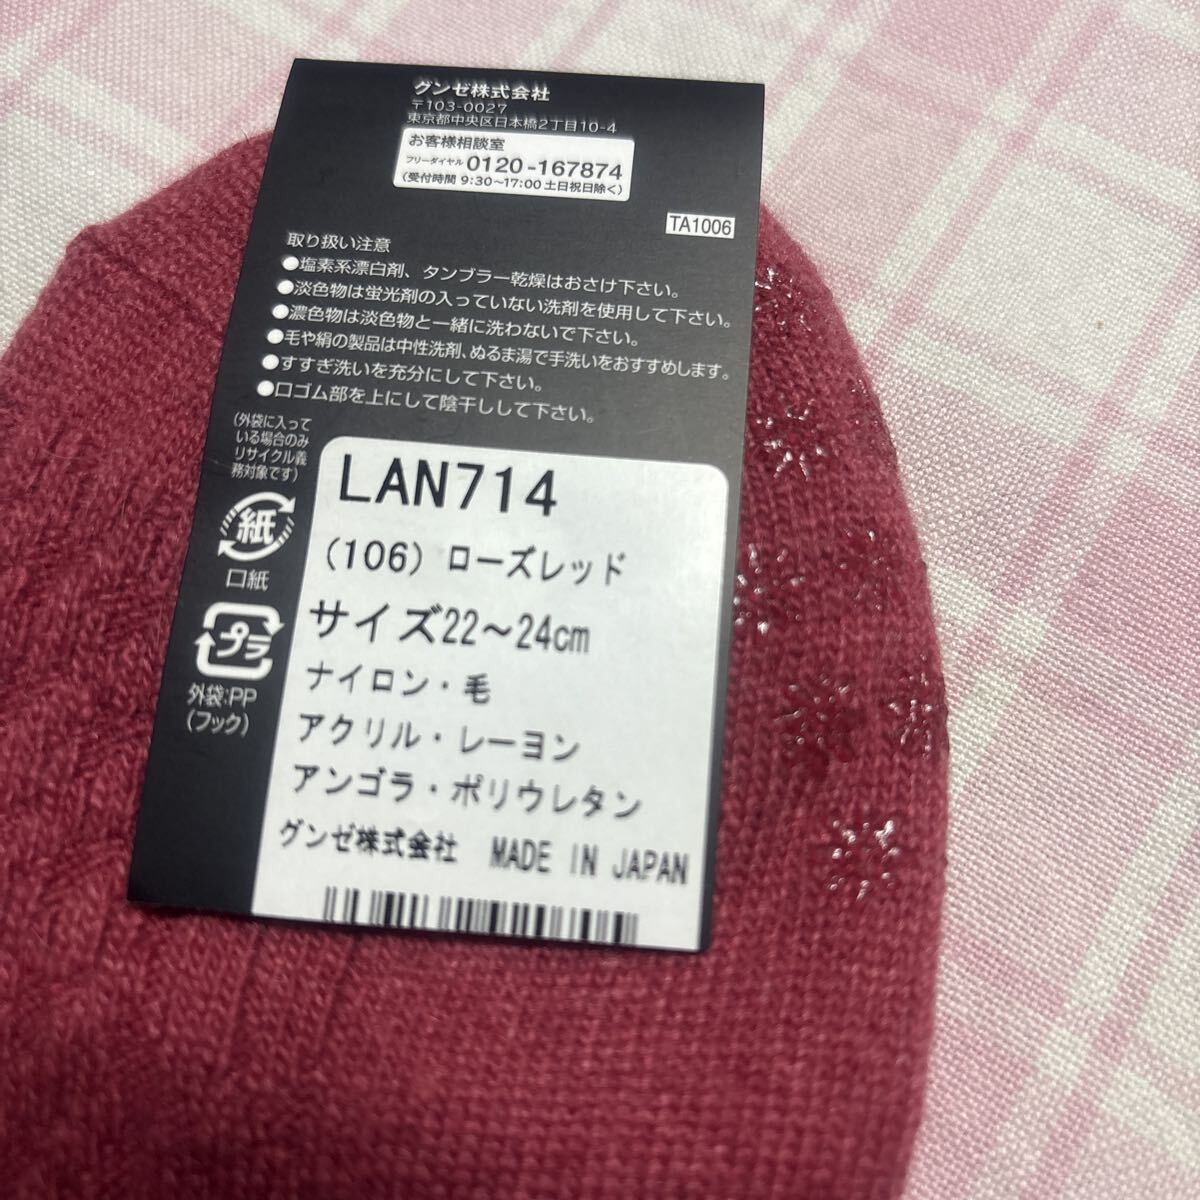 グンゼ株式会社
〒103-0027
東京都中央区日本橋2丁目10-4
お客様相談室
フリーダイヤル 0120-167874
(受付時間 9:30〜17:00 土日祝日除く)
TA1006
取り扱い注意
●塩素系漂白剤、タンブラー乾燥はおさけ下さい。
●淡色物は蛍光剤の入っていない洗剤を使用して下さい。
●濃色物は淡色物と一緒に洗わないで下さい。
●毛や絹の製品は中性洗剤、ぬるま湯で手洗いをおすすめします。
●すすぎ洗いを充分にして下さい。
●口ゴム部を上にして陰干しして下さい。
(外袋に入って
いる場合のみ
リサイクル義
務対象です)
紙
口紙
プラ
外袋:PP
(フック)
LAN714
(106) ローズレッド
サイズ22〜24cm
ナイロン・毛
アクリル・レーヨン
アンゴラ・ポリウレタン
グンゼ株式会社 MADE IN JAPAN